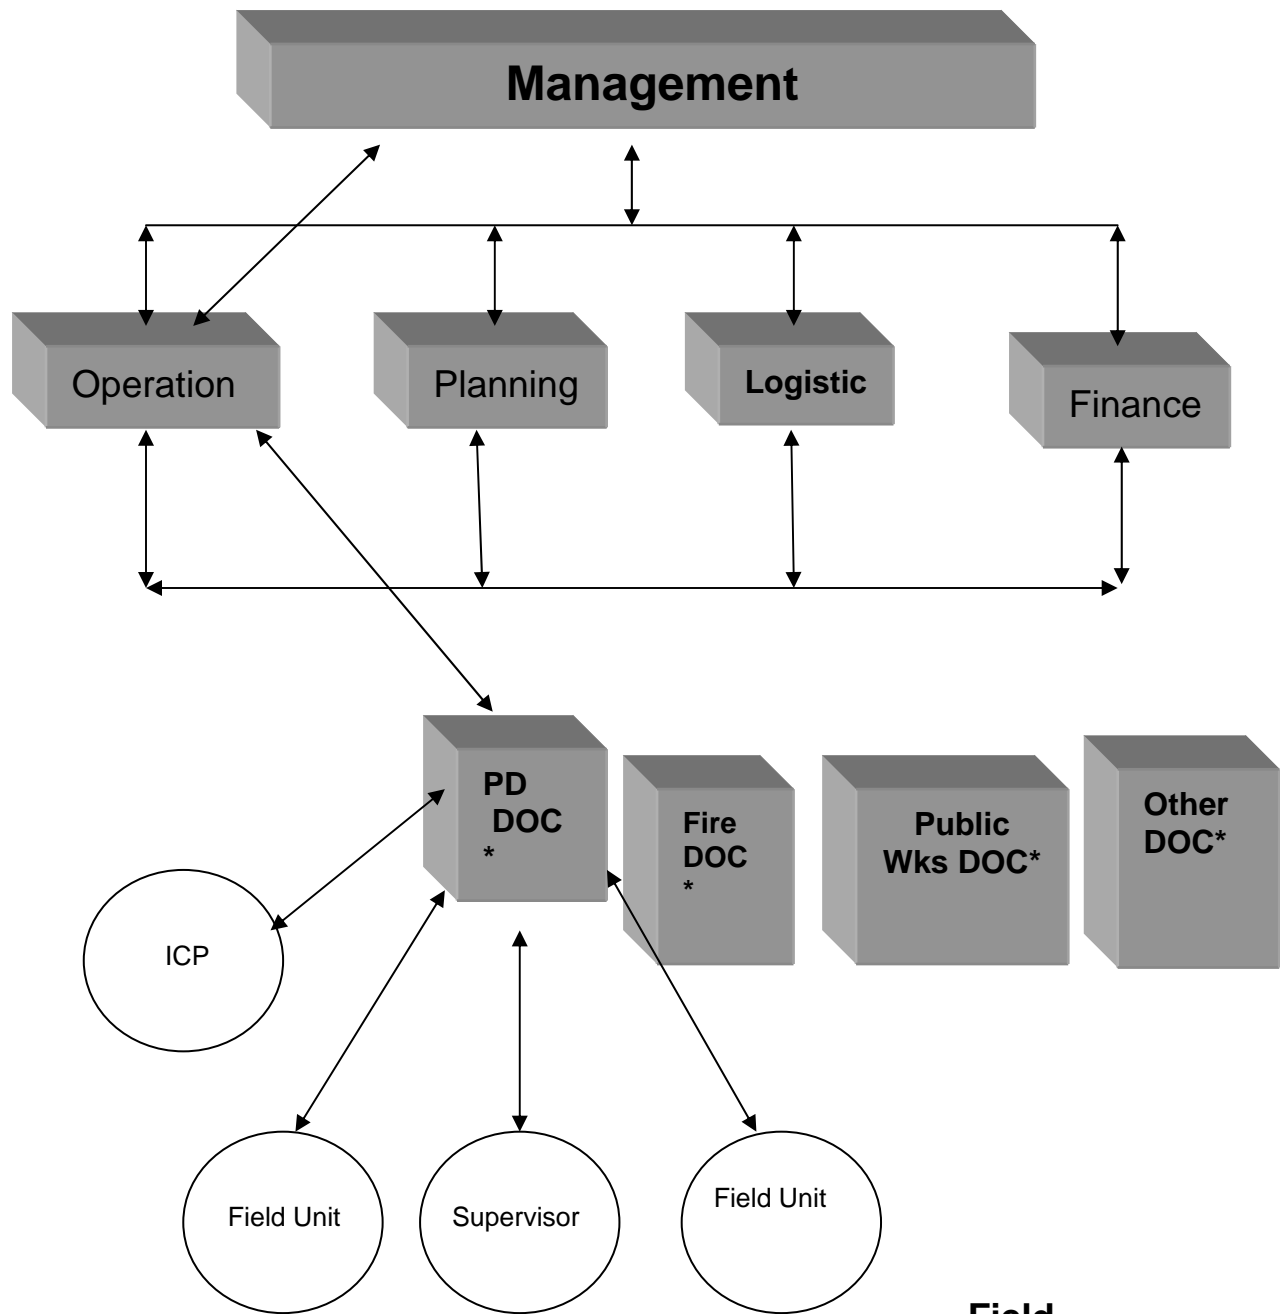 Management
Operation
Planning
Logistic
Finance
PD
DOC
*
Fire
DOC
*
Public
Wks DOC*
Other
DOC*
ICP
Field Unit
Supervisor
Field Unit
Field